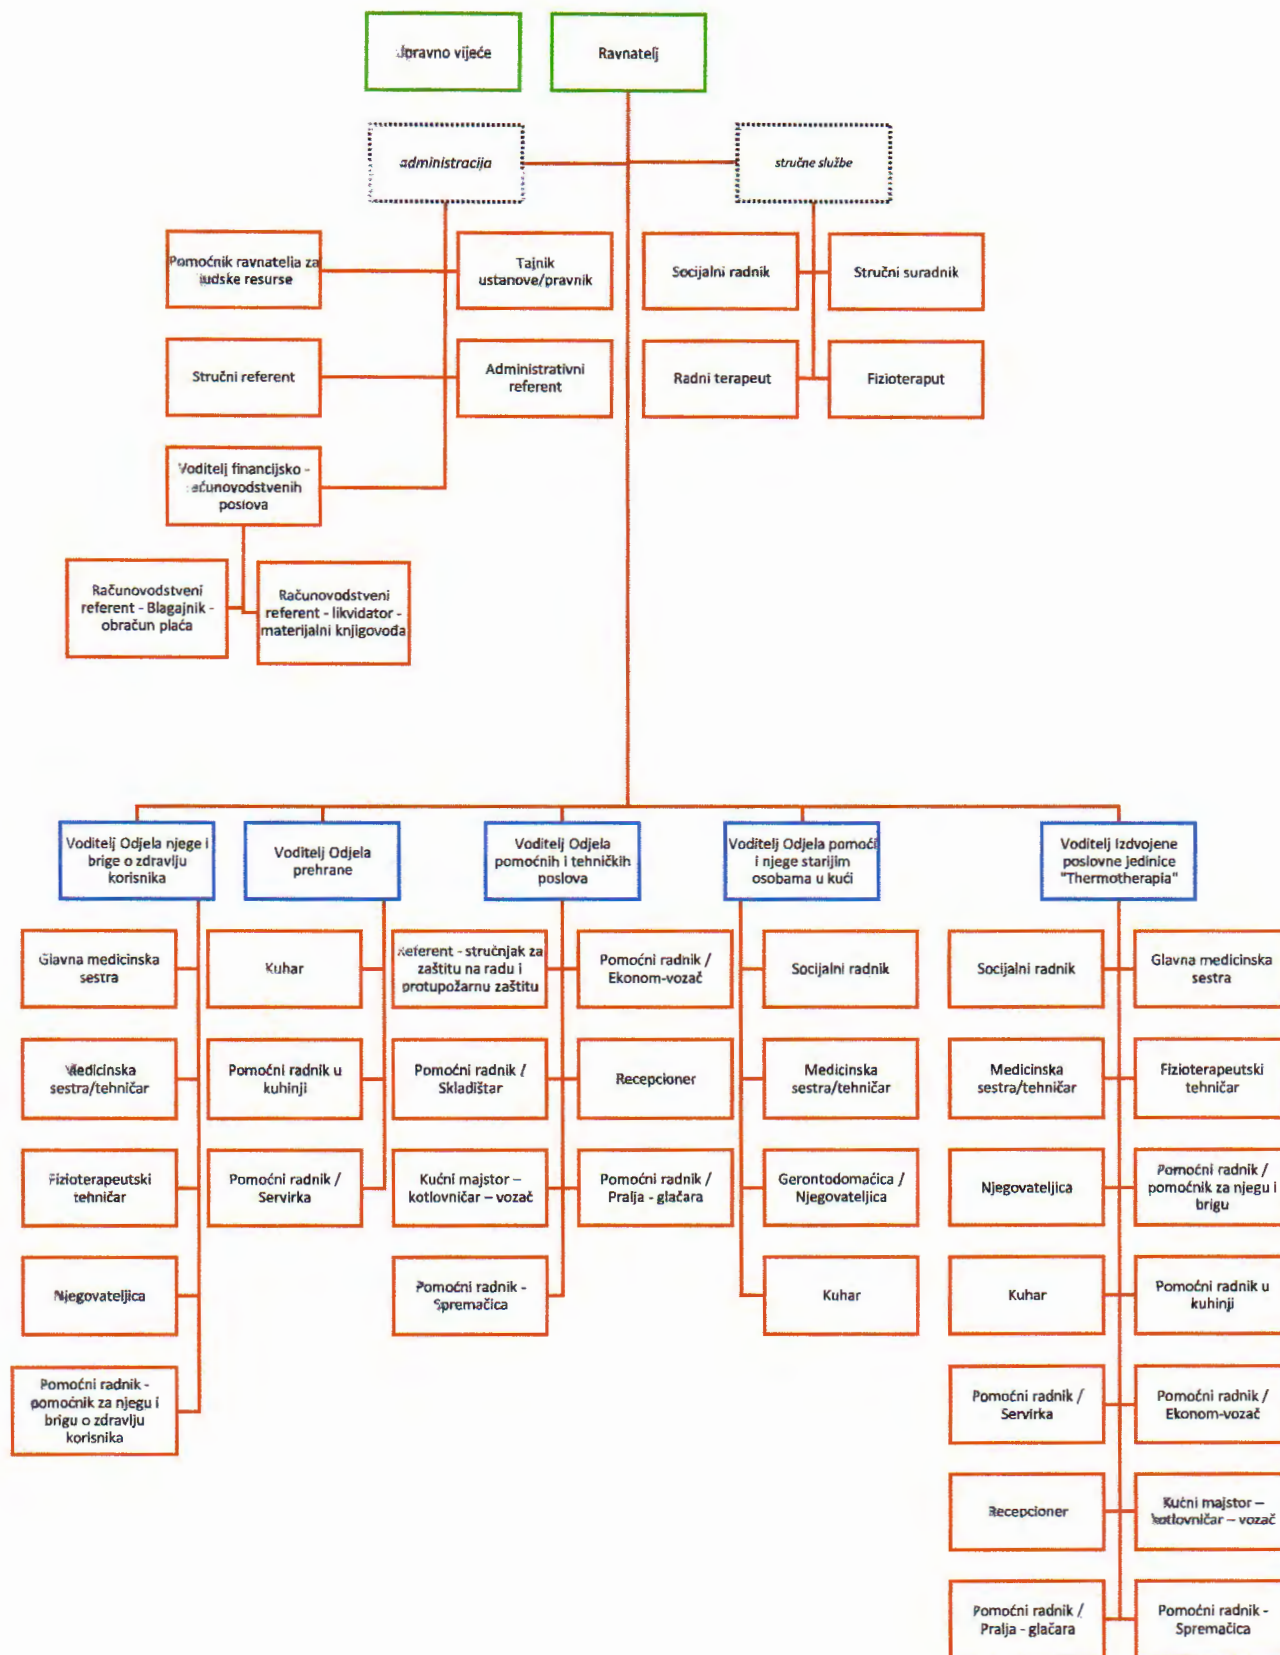 Upravno vijeće
Ravnatelj
administracija
stručne službe
Pomoćnik ravnatelja za
ljudske resurse
Tajnik
ustanove/pravnik
Socijalni radnik
Stručni suradnik
Stručni referent
Administrativni
referent
Radni terapeut
Fizioteraput
Voditelj financijsko -
računovodstvenih
poslova
Računovodstveni
referent - Blagajnik -
obračun plaća
Računovodstveni
referent - likvidator -
materijalni knjigovođa
Voditelj Odjela njege i
brige o zdravlju
korisnika
Voditelj Odjela
prehrane
Voditelj Odjela
pomoćnih i tehničkih
poslova
Voditelj Odjela pomoći
i njege starijim
osobama u kući
Voditelj Izdvojene
poslovne jedinice
"Thermotherapia"
Glavna medicinska
sestra
Kuhar
Referent - stručnjak za
zaštitu na radu i
protupožarnu zaštitu
Pomoćni radnik /
Ekonom-vozač
Socijalni radnik
Socijalni radnik
Glavna medicinska
sestra
Medicinska
sestra/tehničar
Pomoćni radnik u
kuhinji
Pomoćni radnik /
Skladištar
Recepcioner
Medicinska
sestra/tehničar
Medicinska
sestra/tehničar
Fizioterapeutski
tehničar
Fizioterapeutski
tehničar
Pomoćni radnik /
Servirka
Kućni majstor –
kotlovničar – vozač
Pomoćni radnik /
Pralja - glačara
Gerontodomaćica /
Njegovateljica
Njegovateljica
Pomoćni radnik /
pomoćnik za njegu i
brigu
Njegovateljica
Pomoćni radnik -
Spremačica
Kuhar
Kuhar
Pomoćni radnik u
kuhinji
Pomoćni radnik -
pomoćnik za njegu i
brigu o zdravlju
korisnika
Pomoćni radnik /
Servirka
Pomoćni radnik /
Ekonom-vozač
Recepcioner
Kućni majstor –
kotlovničar – vozač
Pomoćni radnik /
Pralja - glačara
Pomoćni radnik -
Spremačica